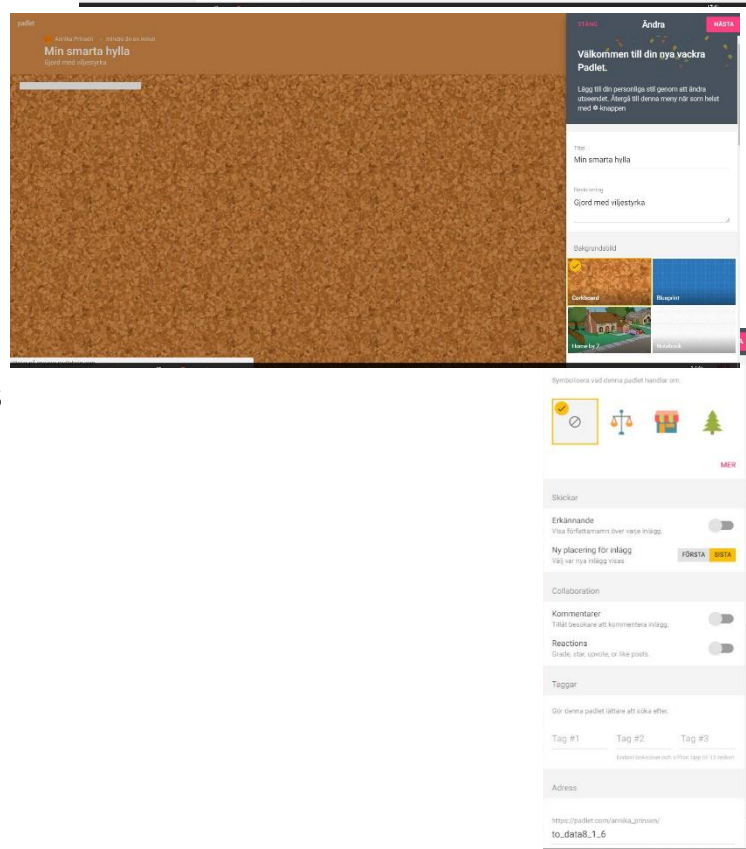 padlet
Annika Prinsen
Min smarta hylla
Gjord med viljestyrka
STÄNG
Ändra
NÄSTA
Välkommen till din nya vackra
Padlet.
Lägg till din personliga stil genom att ändra
utseendet. Återgå till denna meny när som helst
med ⚙-knappen
Titel
Min smarta hylla
Beskrivning
Gjord med viljestyrka
Bakgrundsbild
Corkboard
Blueprint
Home by 7
Notebook
Symbolisera vad denna padlet handlar om.
MER
Skickar
Erkännande
Visa författarnamn över varje inlägg.
Ny placering för inlägg
Välj var nya inlägg visas
FÖRSTA
SISTA
Collaboration
Kommentarer
Tillåt besökare att kommentera inlägg.
Reactions
Grade, star, upvote, or like posts.
Taggar
Gör denna padlet lättare att söka efter.
Tag #1 Tag #2 Tag #3
Adress
https://padlet.com/annika_prinsen/
to_data8_1_6